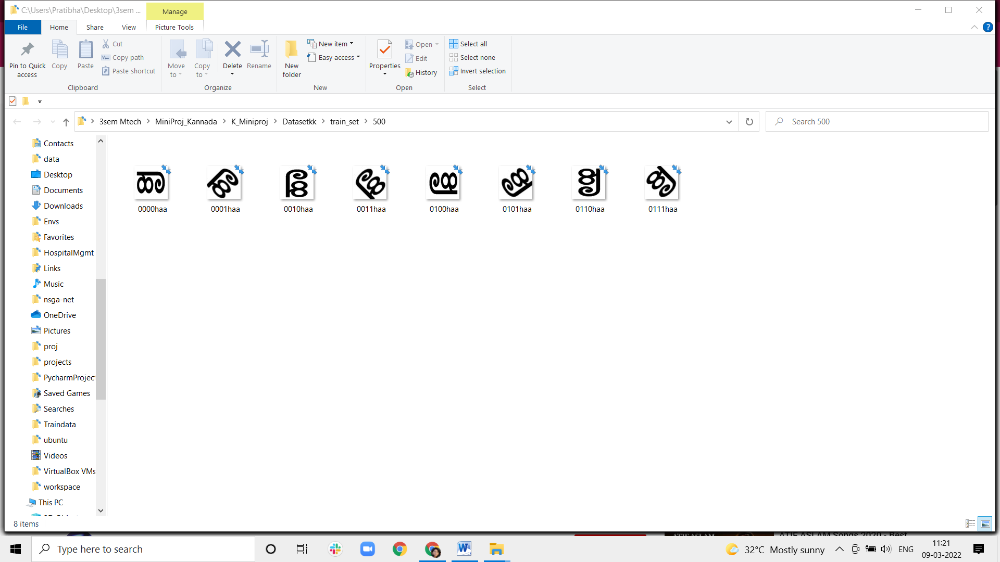 C:\Users\Pratibha\Desktop\3sem ...
Manage
File
Home
Share
View
Picture Tools
Pin to Quick access
Copy
Paste
Cut
Copy path
Paste shortcut
Clipboard
Move to
Copy to
Delete
Rename
Organize
New folder
New item
Easy access
New
Properties
Open
Edit
History
Open
Select all
Select none
Invert selection
Select
3sem Mtech > MiniProj_Kannada > K_Miniproj > Datasetkk > train_set > 500
Search 500
Contacts
data
Desktop
Documents
Downloads
Envs
Favorites
HospitalMgmt
Links
Music
nsga-net
OneDrive
Pictures
proj
projects
PycharmProject
Saved Games
Searches
Traindata
ubuntu
Videos
VirtualBox VMs
workspace
This PC
ಹಾ
0000haa
0001haa
0010haa
0011haa
0100haa
0101haa
0110haa
0111haa
8 items
ATIF ASLAM Songs 2020 - Best
Type here to search
32°C Mostly sunny
ENG
11:21
09-03-2022